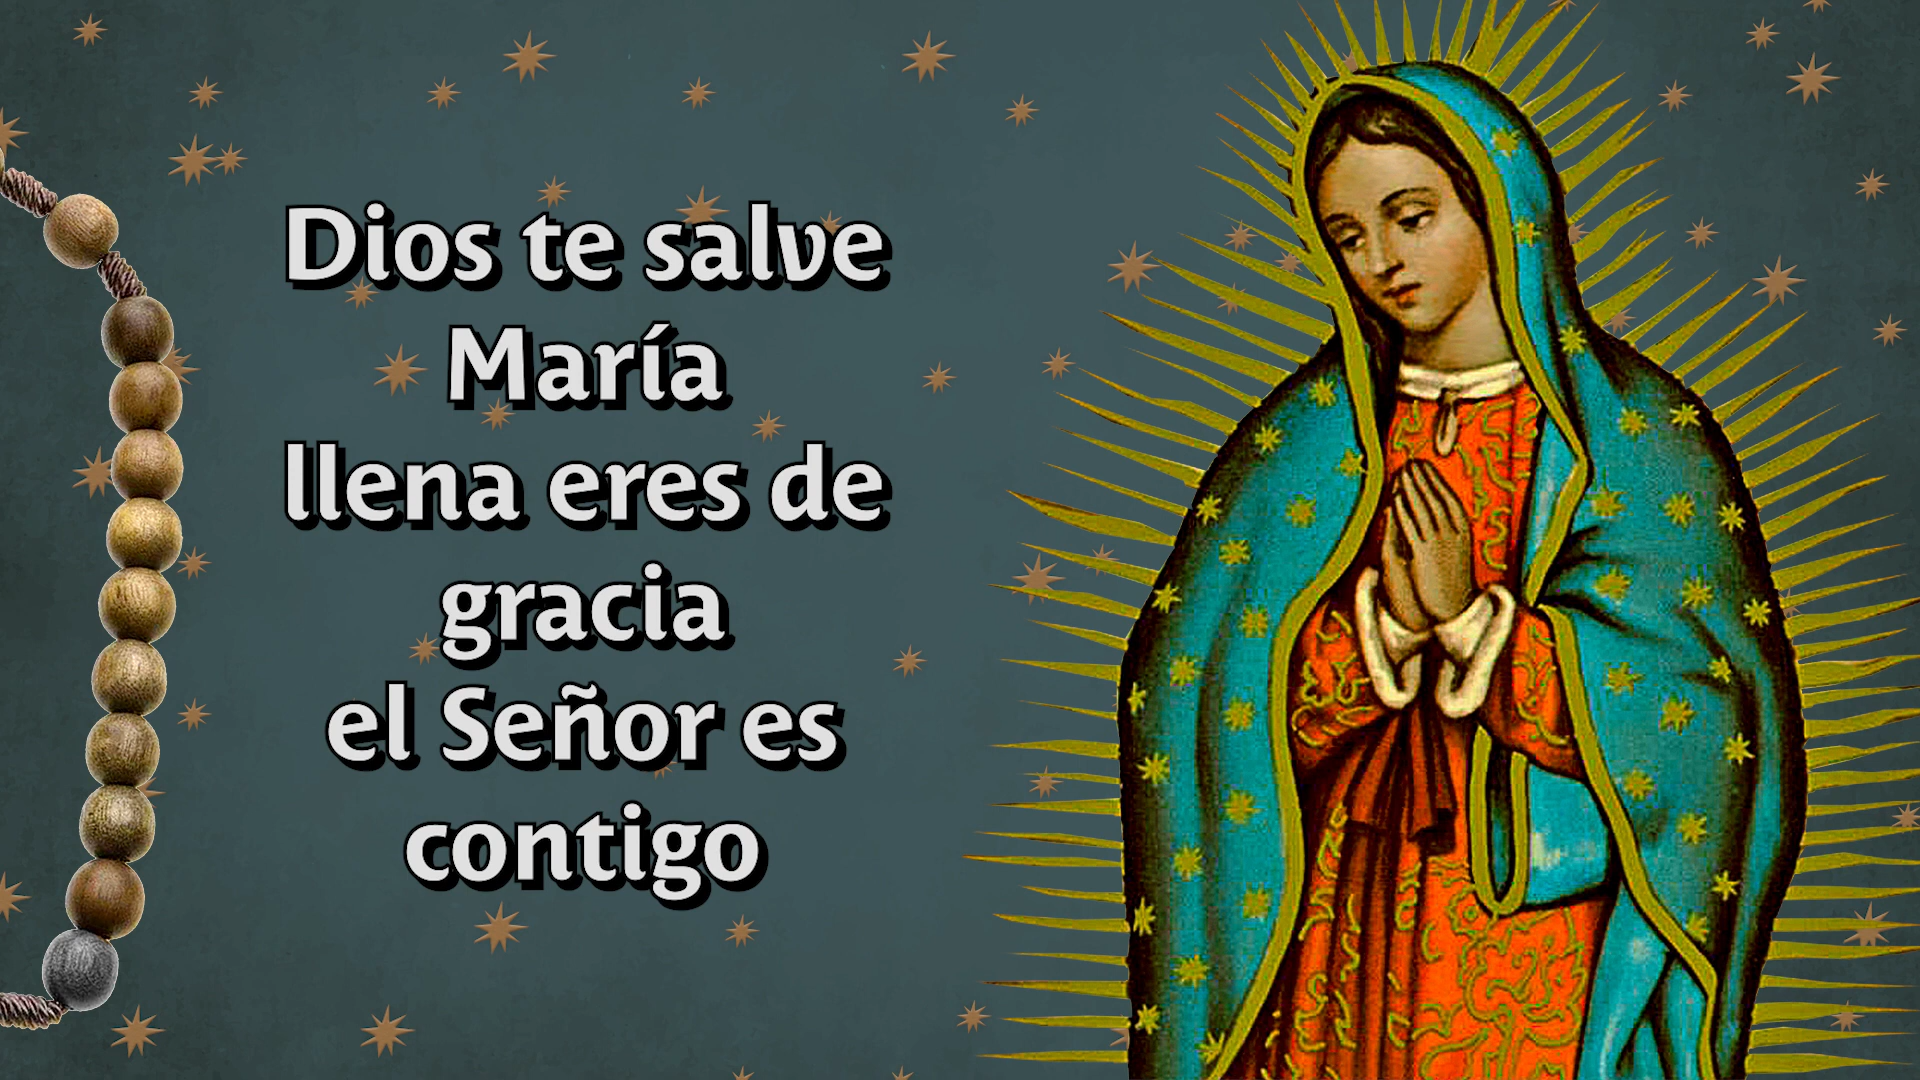 Dios te salve
María
llena eres de
gracia
el Señor es
contigo